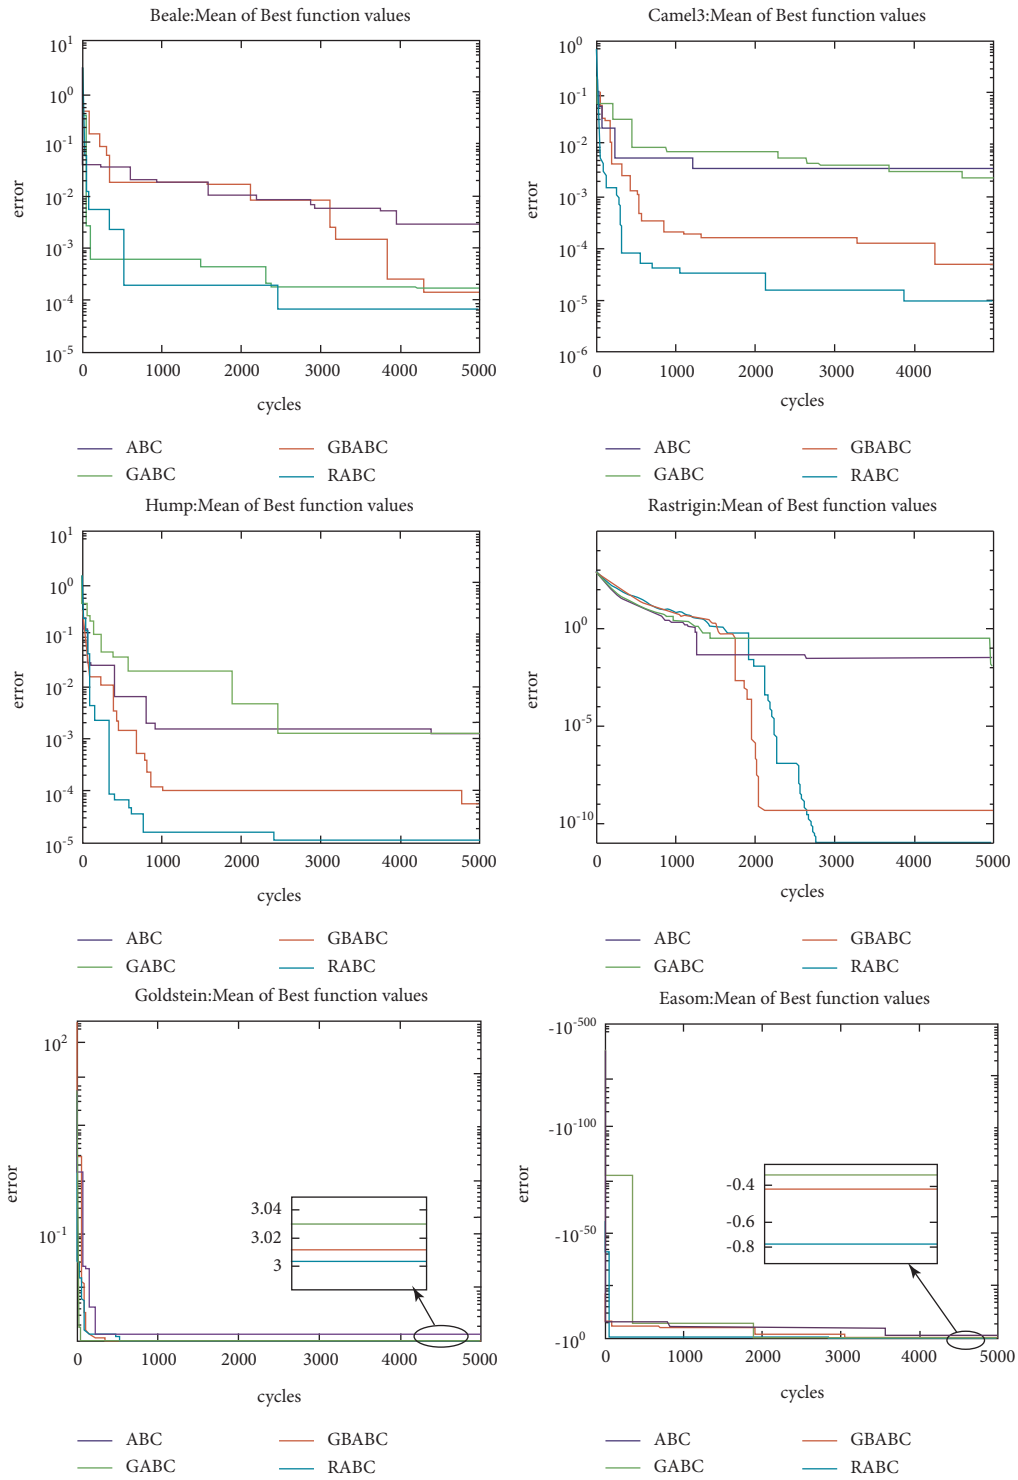 Beale:Mean of Best function values
10^1
10^0
10^-1
10^-2
10^-3
10^-4
10^-5
error
0 1000 2000 3000 4000 5000
cycles
ABC GBABC
GABC RABC
Camel3:Mean of Best function values
10^0
10^-1
10^-2
10^-3
10^-4
10^-5
10^-6
error
0 1000 2000 3000 4000
cycles
ABC GBABC
GABC RABC
Hump:Mean of Best function values
10^1
10^0
10^-1
10^-2
10^-3
10^-4
10^-5
error
0 1000 2000 3000 4000 5000
cycles
ABC GBABC
GABC RABC
Rastrigin:Mean of Best function values
10^0
10^-5
10^-10
error
0 1000 2000 3000 4000 5000
cycles
ABC GBABC
GABC RABC
Goldstein:Mean of Best function values
10^2
10^-1
error
3.04
3.02
3
0 1000 2000 3000 4000 5000
cycles
ABC GBABC
GABC RABC
Easom:Mean of Best function values
-10^-500
-10^-100
-10^-50
-10^0
error
-0.4
-0.6
-0.8
0 1000 2000 3000 4000 5000
cycles
ABC GBABC
GABC RABC